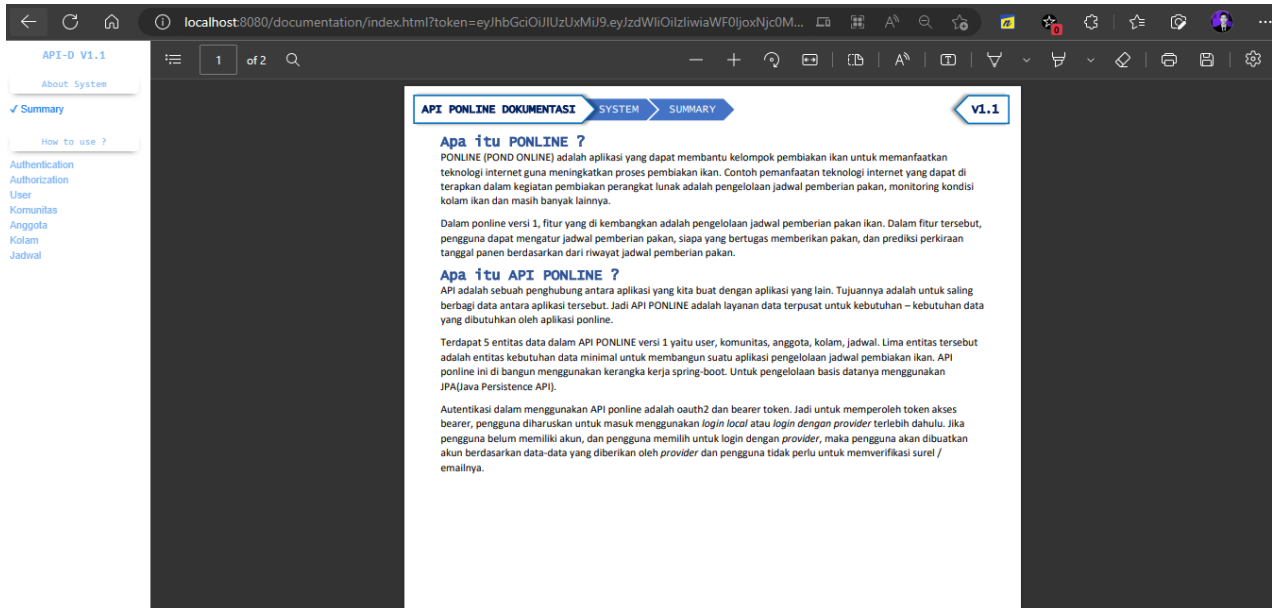 localhost:8080/documentation/index.html?token=eyJhbGciOiJIUzUxMiJ9.eyJzdWIiOiIzIiwiaWF0IjoxNjc0M...
API-D V1.1
About System
✓ Summary
How to use ?
Authentication
Authorization
User
Komunitas
Anggota
Kolam
Jadwal
1 of 2
API PONLINE DOKUMENTASI SYSTEM SUMMARY v1.1
Apa itu PONLINE ?
PONLINE (POND ONLINE) adalah aplikasi yang dapat membantu kelompok pembiakan ikan untuk memanfaatkan
teknologi internet guna meningkatkan proses pembiakan ikan. Contoh pemanfaatan teknologi internet yang dapat di
terapkan dalam kegiatan pembiakan perangkat lunak adalah pengelolaan jadwal pemberian pakan, monitoring kondisi
kolam ikan dan masih banyak lainnya.
Dalam ponline versi 1, fitur yang di kembangkan adalah pengelolaan jadwal pemberian pakan ikan. Dalam fitur tersebut,
pengguna dapat mengatur jadwal pemberian pakan, siapa yang bertugas memberikan pakan, dan prediksi perkiraan
tanggal panen berdasarkan dari riwayat jadwal pemberian pakan.
Apa itu API PONLINE ?
API adalah sebuah penghubung antara aplikasi yang kita buat dengan aplikasi yang lain. Tujuannya adalah untuk saling
berbagi data antara aplikasi tersebut. Jadi API PONLINE adalah layanan data terpusat untuk kebutuhan – kebutuhan data
yang dibutuhkan oleh aplikasi ponline.
Terdapat 5 entitas data dalam API PONLINE versi 1 yaitu user, komunitas, anggota, kolam, jadwal. Lima entitas tersebut
adalah entitas kebutuhan data minimal untuk membangun suatu aplikasi pengelolaan jadwal pembiakan ikan. API
ponline ini di bangun menggunakan kerangka kerja spring-boot. Untuk pengelolaan basis datanya menggunakan
JPA(Java Persistence API).
Autentikasi dalam menggunakan API ponline adalah oauth2 dan bearer token. Jadi untuk memperoleh token akses
bearer, pengguna diharuskan untuk masuk menggunakan login local atau login dengan provider terlebih dahulu. Jika
pengguna belum memiliki akun, dan pengguna memilih untuk login dengan provider, maka pengguna akan dibuatkan
akun berdasarkan data-data yang diberikan oleh provider dan pengguna tidak perlu untuk memverifikasi surel /
emailnya.